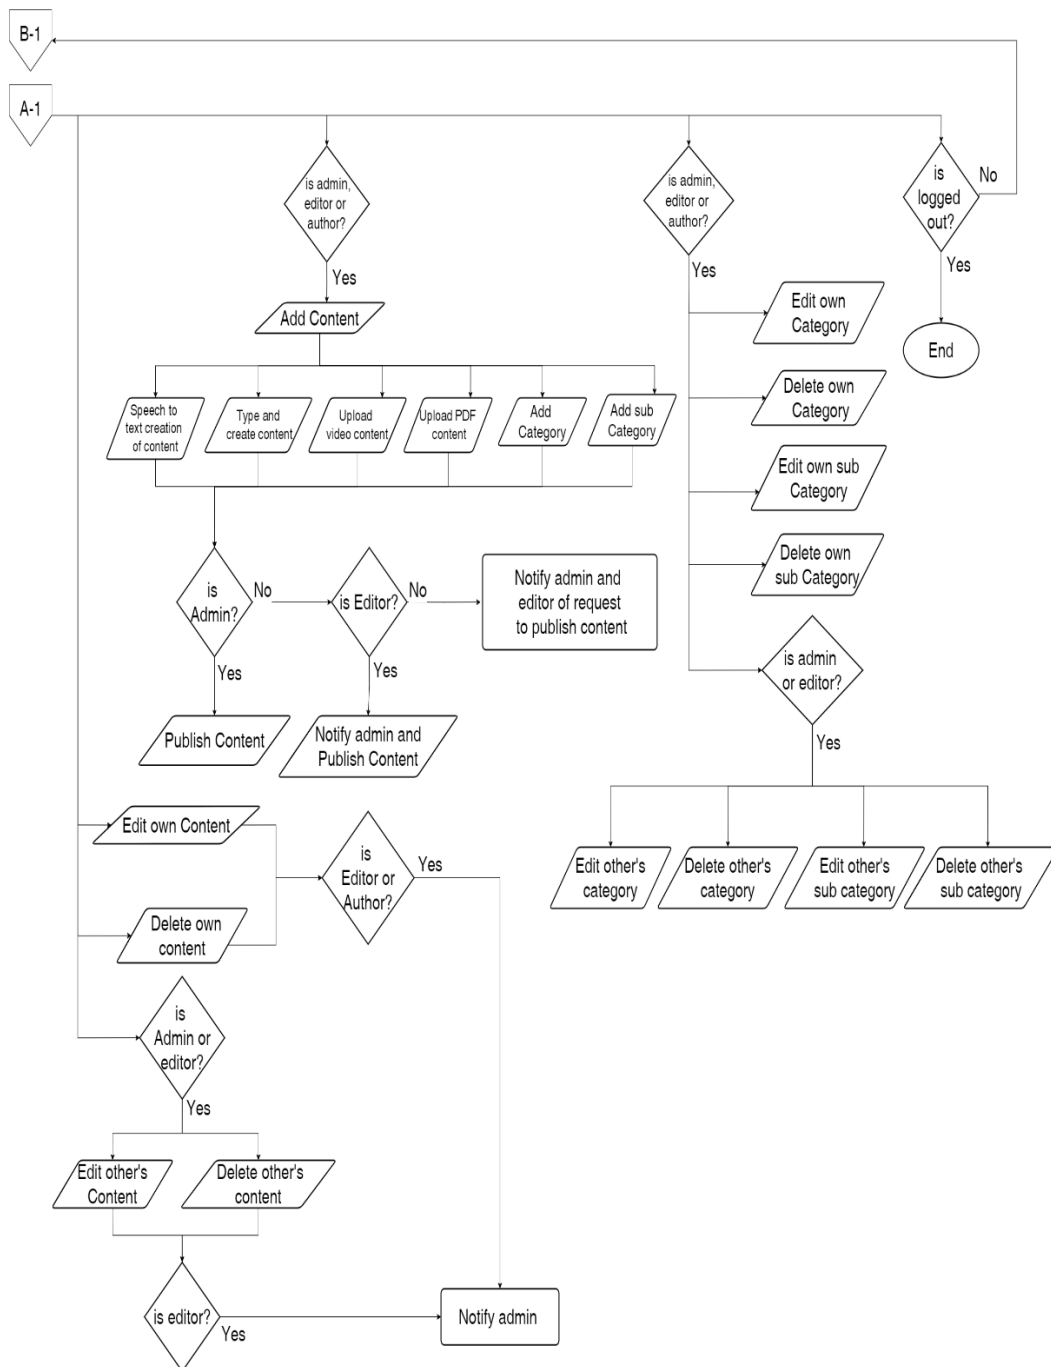 B-1
A-1
is admin,
editor or
author?
Yes
is admin,
editor or
author?
Yes
is
logged
out?
No
Yes
End
Add Content
Speech to
text creation
of content
Type and
create content
Upload
video content
Upload PDF
content
Add
Category
Add sub
Category
Edit own
Category
Delete own
Category
Edit own sub
Category
Delete own
sub Category
is
Admin?
No
Yes
is Editor?
No
Yes
Notify admin and
editor of request
to publish content
Publish Content
Notify admin and
Publish Content
is admin
or editor?
Yes
Edit other's
category
Delete other's
category
Edit other's
sub category
Delete other's
sub category
Edit own Content
Delete own
content
is
Editor or
Author?
Yes
is
Admin or
editor?
Yes
Edit other's
Content
Delete other's
content
is editor?
Yes
Notify admin